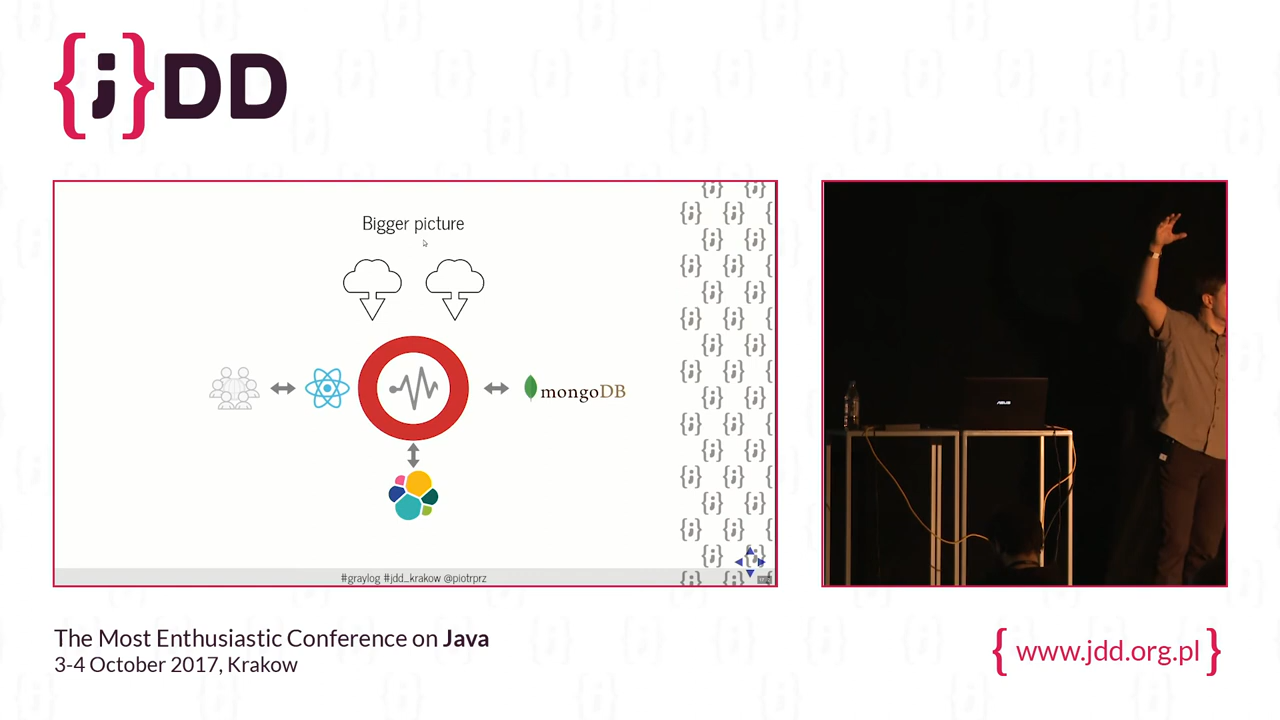 {;}DD
Bigger picture
mongoDB
#graylog #jdd_krakow @piotrprz
ASUS
The Most Enthusiastic Conference on Java
3-4 October 2017, Krakow
{ www.jdd.org.pl }